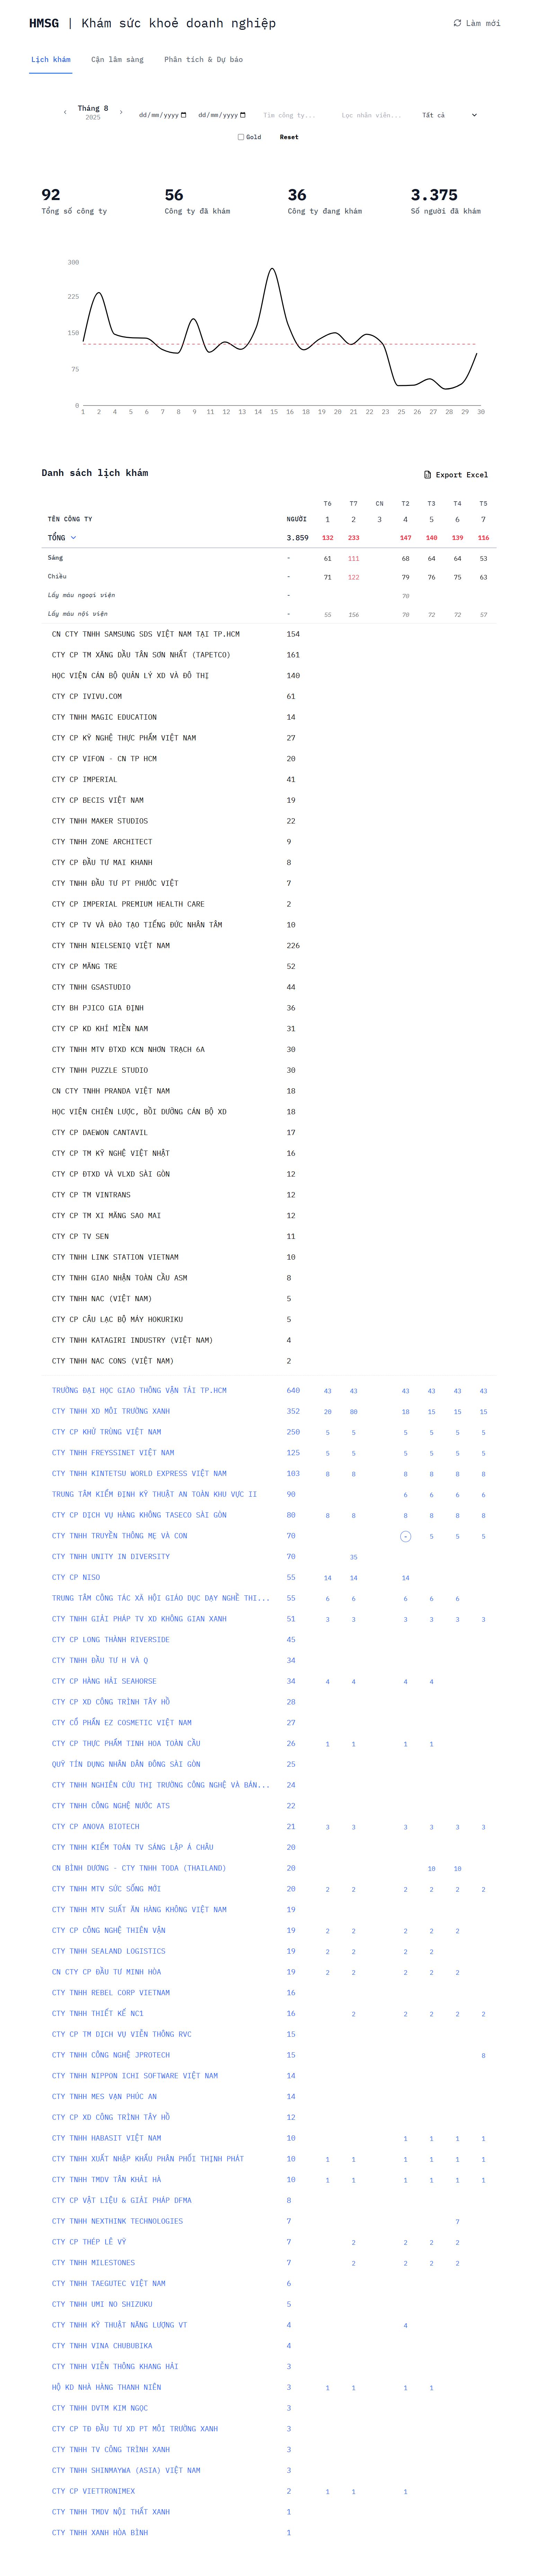 HMSG | Khám sức khoẻ doanh nghiệp
Làm mới
Lịch khám Cận lâm sàng Phân tích & Dự báo
Tháng 8
2025
dd/mm/yyyy dd/mm/yyyy Tìm công ty... Lọc nhân viên... Tất cả
Gold Reset
92 56 36 3.375
Tổng số công ty Công ty đã khám Công ty đang khám Số người đã khám
300
225
150
75
0
1 2 4 5 6 7 8 9 11 12 13 14 15 16 18 19 20 21 22 23 25 26 27 28 29 30
Danh sách lịch khám
Export Excel
T6 T7 CN T2 T3 T4 T5
TÊN CÔNG TY NGƯỜI 1 2 3 4 5 6 7
TỔNG 3.859 132 233 147 140 139 116
Sáng - 61 111 68 64 64 53
Chiều - 71 122 79 76 75 63
Lấy máu ngoại viện - 70
Lấy máu nội viện - 55 156 70 72 72 57
CN CTY TNHH SAMSUNG SDS VIỆT NAM TẠI TP.HCM 154
CTY CP TM XĂNG DẦU TÂN SƠN NHẤT (TAPETCO) 161
HỌC VIỆN CÁN BỘ QUẢN LÝ XD VÀ ĐÔ THỊ 140
CTY CP IVIVU.COM 61
CTY TNHH MAGIC EDUCATION 14
CTY CP KỸ NGHỆ THỰC PHẨM VIỆT NAM 27
CTY CP VIFON - CN TP HCM 20
CTY CP IMPERIAL 41
CTY CP BECIS VIỆT NAM 19
CTY TNHH MAKER STUDIOS 22
CTY TNHH ZONE ARCHITECT 9
CTY CP ĐẦU TƯ MAI KHANH 8
CTY TNHH ĐẦU TƯ PT PHƯỚC VIỆT 7
CTY CP IMPERIAL PREMIUM HEALTH CARE 2
CTY CP TV VÀ ĐÀO TẠO TIẾNG ĐỨC NHÂN TÂM 10
CTY TNHH NIELSENIQ VIỆT NAM 226
CTY CP MĂNG TRE 52
CTY TNHH GSASTUDIO 44
CTY BH PJICO GIA ĐỊNH 36
CTY CP KD KHÍ MIỀN NAM 31
CTY TNHH MTV ĐTXD KCN NHƠN TRẠCH 6A 30
CTY TNHH PUZZLE STUDIO 30
CN CTY TNHH PRANDA VIỆT NAM 18
HỌC VIỆN CHIẾN LƯỢC, BỒI DƯỠNG CÁN BỘ XD 18
CTY CP DAEWON CANTAVIL 17
CTY CP TM KỸ NGHỆ VIỆT NHẬT 16
CTY CP ĐTXD VÀ VLXD SÀI GÒN 12
CTY CP TM VINTRANS 12
CTY CP TM XI MĂNG SAO MAI 12
CTY CP TV SEN 11
CTY TNHH LINK STATION VIETNAM 10
CTY TNHH GIAO NHẬN TOÀN CẦU ASM 8
CTY TNHH NAC (VIỆT NAM) 5
CTY CP CÂU LẠC BỘ MÁY HOKURIKU 5
CTY TNHH KATAGIRI INDUSTRY (VIỆT NAM) 4
CTY TNHH NAC CONS (VIỆT NAM) 2
TRƯỜNG ĐẠI HỌC GIAO THÔNG VẬN TẢI TP.HCM 640 43 43 43 43 43 43
CTY TNHH XD MÔI TRƯỜNG XANH 352 20 80 18 15 15 15
CTY CP KHỬ TRÙNG VIỆT NAM 250 5 5 5 5 5 5
CTY TNHH FREYSSINET VIỆT NAM 125 5 5 5 5 5 5
CTY TNHH KINTETSU WORLD EXPRESS VIỆT NAM 103 8 8 8 8 8 8
TRUNG TÂM KIỂM ĐỊNH KỸ THUẬT AN TOÀN KHU VỰC II 90 6 6 6 6
CTY CP DỊCH VỤ HÀNG KHÔNG TASECO SÀI GÒN 80 8 8 8 8 8 8
CTY TNHH TRUYỀN THÔNG MẸ VÀ CON 70 - 5 5 5
CTY TNHH UNITY IN DIVERSITY 70 35
CTY CP NISO 55 14 14 14
TRUNG TÂM CÔNG TÁC XÃ HỘI GIÁO DỤC DẠY NGHỀ THI... 55 6 6 6 6 6
CTY TNHH GIẢI PHÁP TV XD KHÔNG GIAN XANH 51 3 3 3 3 3 3
CTY CP LONG THÀNH RIVERSIDE 45
CTY TNHH ĐẦU TƯ H VÀ Q 34
CTY CP HÀNG HẢI SEAHORSE 34 4 4 4 4
CTY CP XD CÔNG TRÌNH TÂY HỒ 28
CTY CỔ PHẦN EZ COSMETIC VIỆT NAM 27
CTY CP THỰC PHẨM TINH HOA TOÀN CẦU 26 1 1 1 1
QUỸ TÍN DỤNG NHÂN DÂN ĐÔNG SÀI GÒN 25
CTY TNHH NGHIÊN CỨU THỊ TRƯỜNG CÔNG NGHỆ VÀ BÁN... 24
CTY TNHH CÔNG NGHỆ NƯỚC ATS 22
CTY CP ANOVA BIOTECH 21 3 3 3 3 3 3
CTY TNHH KIỂM TOÁN TV SÁNG LẬP Á CHÂU 20
CN BÌNH DƯƠNG - CTY TNHH TODA (THAILAND) 20 10 10
CTY TNHH MTV SỨC SỐNG MỚI 20 2 2 2 2 2 2
CTY TNHH MTV SUẤT ĂN HÀNG KHÔNG VIỆT NAM 19
CTY CP CÔNG NGHỆ THIÊN VẬN 19 2 2 2 2 2
CTY TNHH SEALAND LOGISTICS 19 2 2 2 2
CN CTY CP ĐẦU TƯ MINH HÒA 19 2 2 2 2 2
CTY TNHH REBEL CORP VIETNAM 16
CTY TNHH THIẾT KẾ NC1 16 2 2 2 2 2
CTY CP TM DỊCH VỤ VIỄN THÔNG RVC 15
CTY TNHH CÔNG NGHỆ JPROTECH 15 8
CTY TNHH NIPPON ICHI SOFTWARE VIỆT NAM 14
CTY TNHH MES VẠN PHÚC AN 14
CTY CP XD CÔNG TRÌNH TÂY HỒ 12
CTY TNHH HABASIT VIỆT NAM 10 1 1 1 1
CTY TNHH XUẤT NHẬP KHẨU PHÂN PHỐI THỊNH PHÁT 10 1 1 1 1 1 1
CTY TNHH TMDV TÂN KHẢI HÀ 10 1 1 1 1 1 1
CTY CP VẬT LIỆU & GIẢI PHÁP DFMA 8
CTY TNHH NEXTHINK TECHNOLOGIES 7 7
CTY CP THÉP LÊ VỸ 7 2 2 2 2
CTY TNHH MILESTONES 7 2 2 2 2
CTY TNHH TAEGUTEC VIỆT NAM 6
CTY TNHH UMI NO SHIZUKU 5
CTY TNHH KỸ THUẬT NĂNG LƯỢNG VT 4 4
CTY TNHH VINA CHUBUBIKA 4
CTY TNHH VIỄN THÔNG KHANG HẢI 3
HỘ KD NHÀ HÀNG THANH NIÊN 3 1 1 1 1
CTY TNHH DVTM KIM NGỌC 3
CTY CP TĐ ĐẦU TƯ XD PT MÔI TRƯỜNG XANH 3
CTY TNHH TV CÔNG TRÌNH XANH 3
CTY TNHH SHINMAYWA (ASIA) VIỆT NAM 3
CTY CP VIETTRONIMEX 2 1 1 1
CTY TNHH TMDV NỘI THẤT XANH 1
CTY TNHH XANH HÒA BÌNH 1